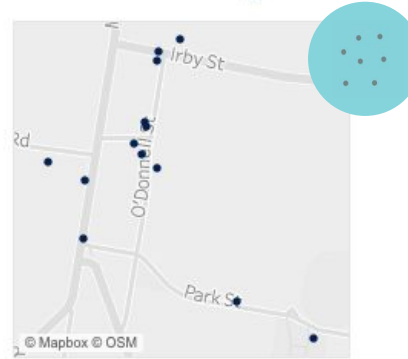 Irby St
Rd
O'Donnell St
Park St
© Mapbox © OSM